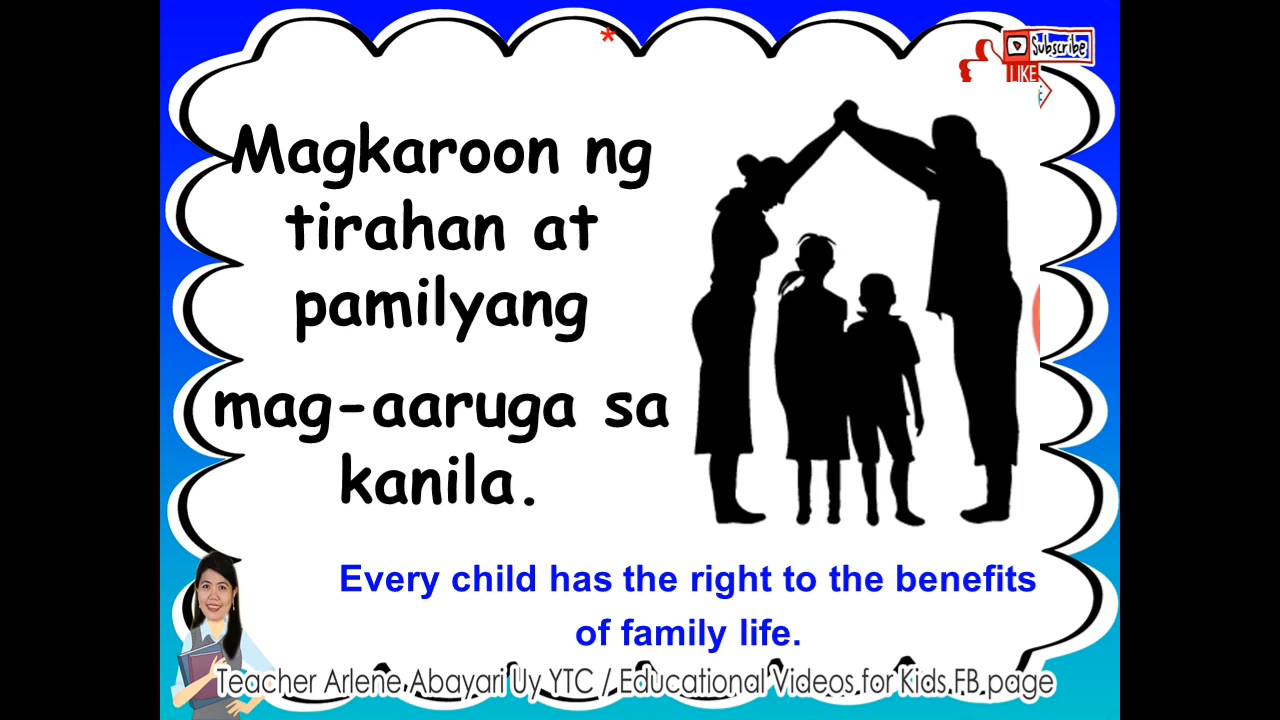 *
Subscribe
LIKE
Magkaroon ng
tirahan at
pamilyang
mag-aaruga sa
kanila.
Every child has the right to the benefits
of family life.
Teacher Arlene Abayari Uy YTC / Educational Videos for Kids FB page